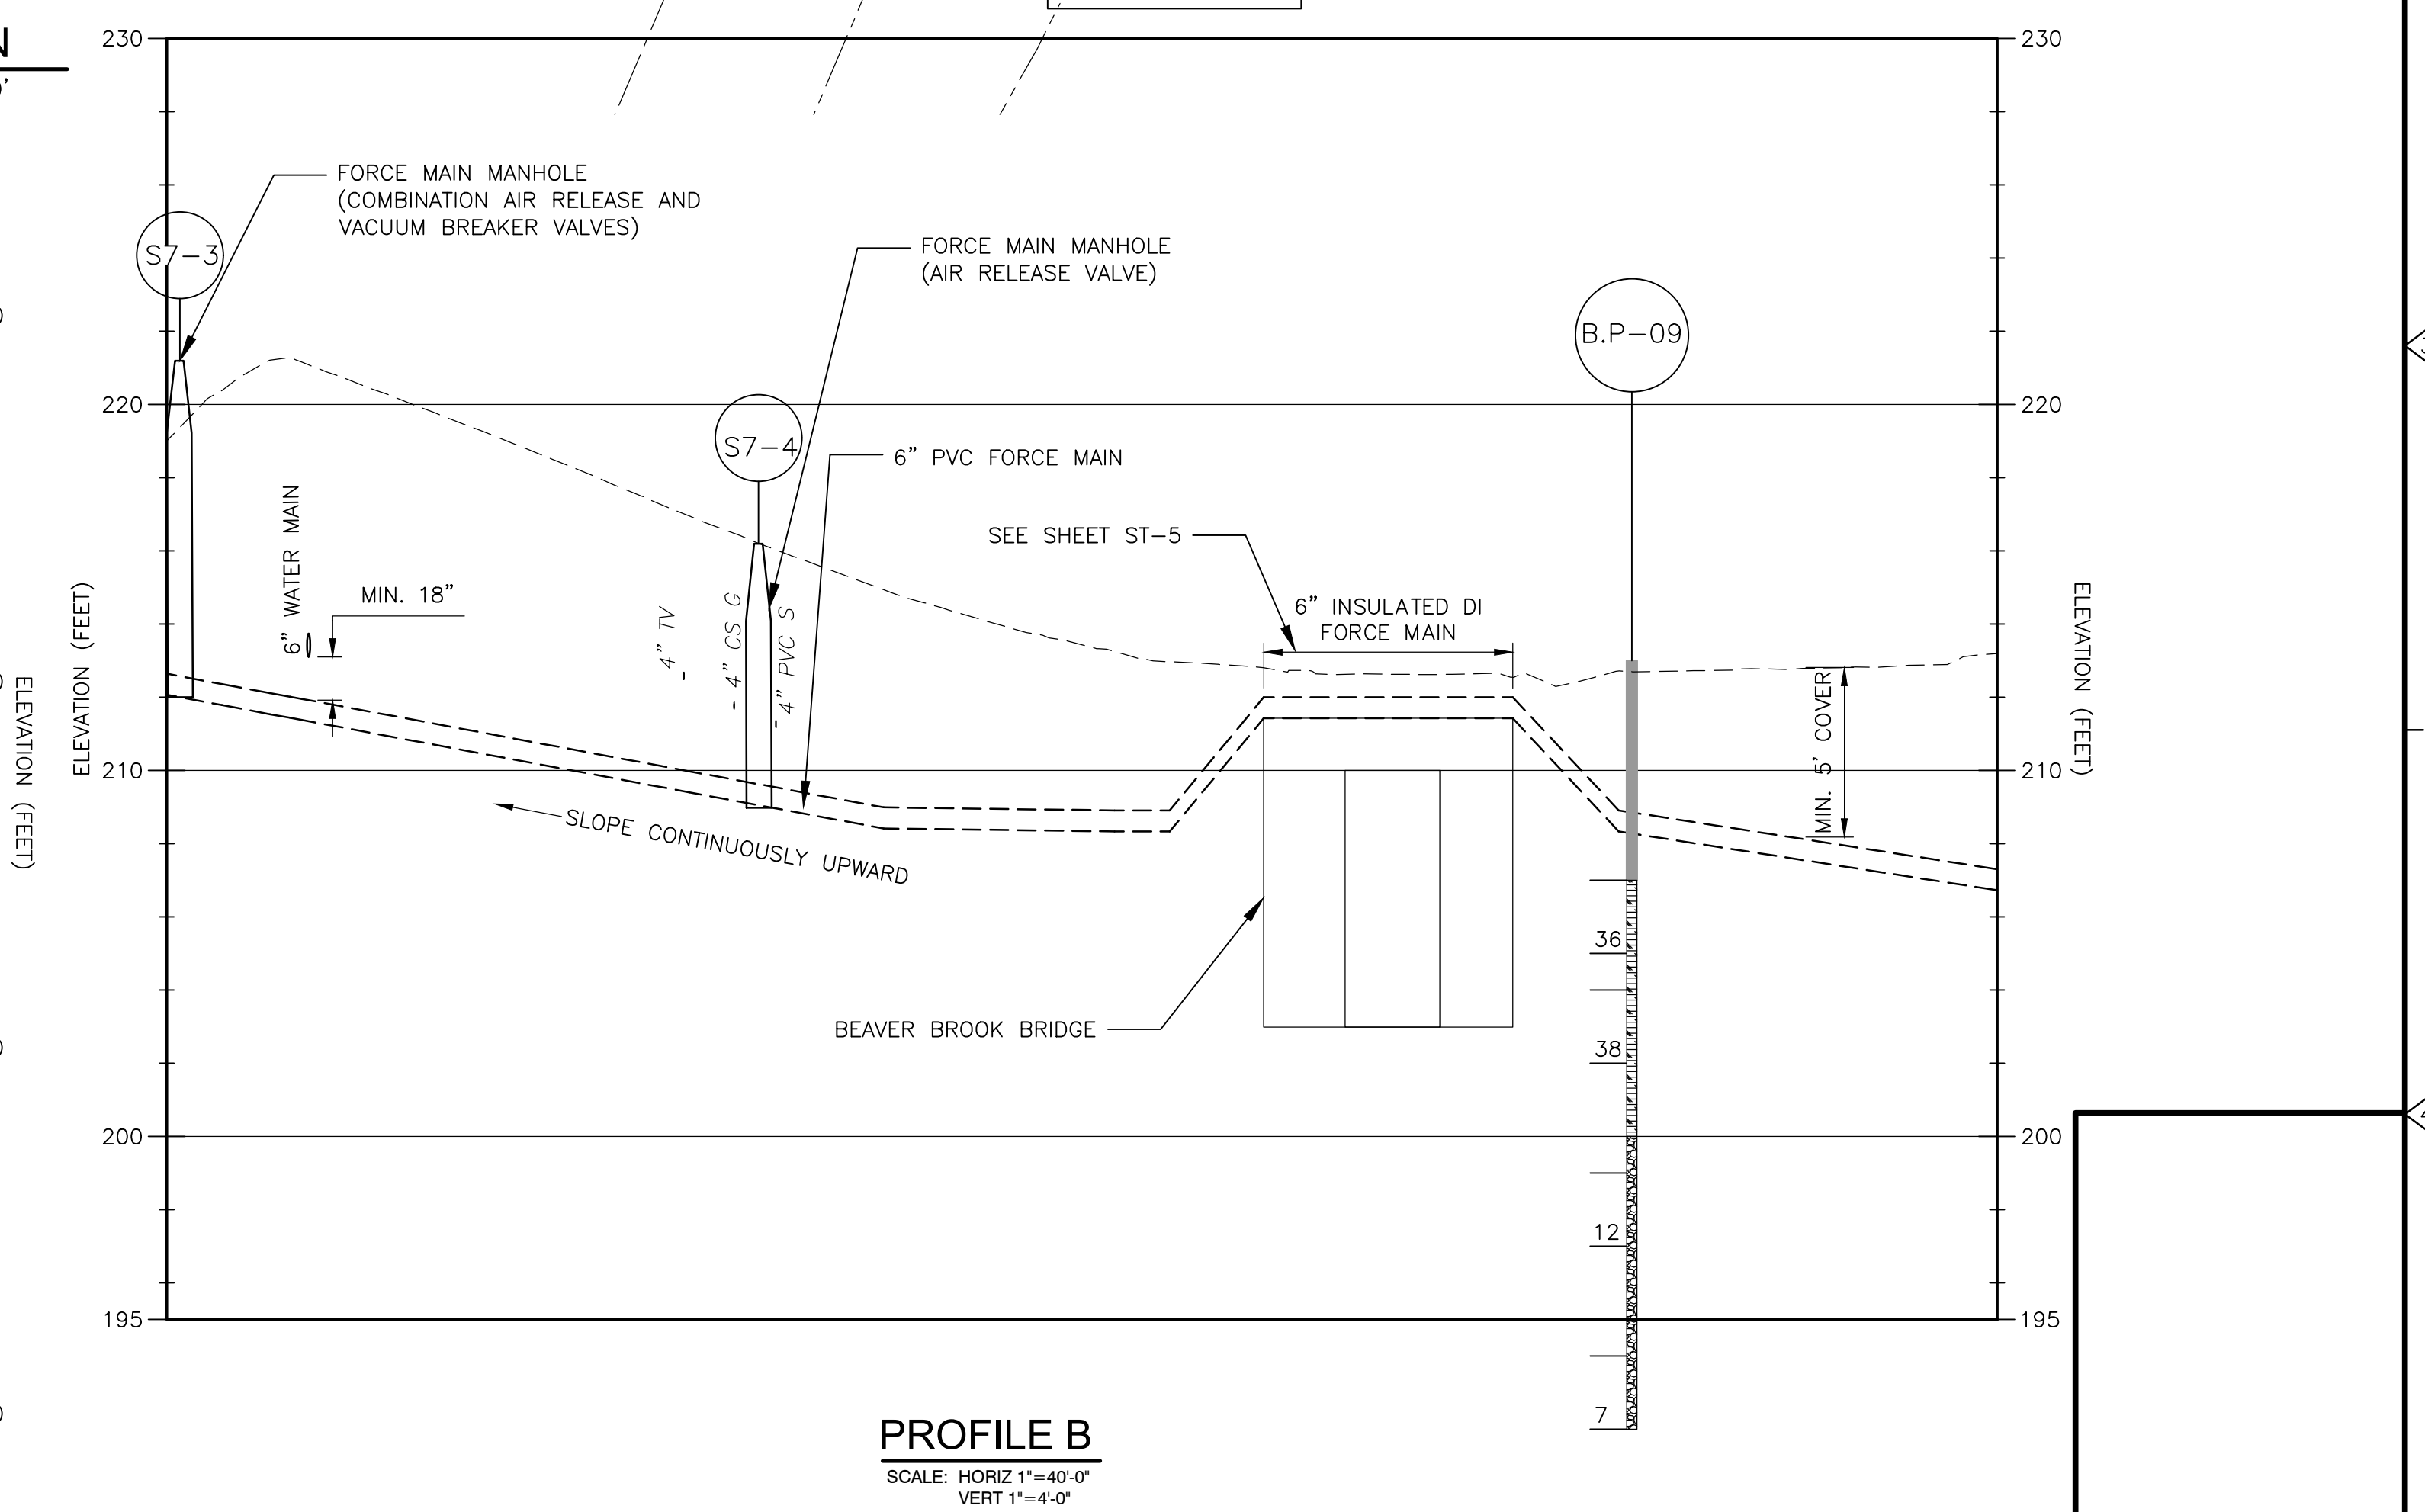 230
230
FORCE MAIN MANHOLE
(COMBINATION AIR RELEASE AND
VACUUM BREAKER VALVES)
S7-3
FORCE MAIN MANHOLE
(AIR RELEASE VALVE)
B.P-09
220
220
S7-4
6" PVC FORCE MAIN
6" WATER MAIN
MIN. 18"
SEE SHEET ST-5
4" TV
4" CS G
4" PVC S
6" INSULATED DI
FORCE MAIN
MIN. 5' COVER
ELEVATION (FEET)
ELEVATION (FEET)
ELEVATION (FEET)
210
210
SLOPE CONTINUOUSLY UPWARD
36
BEAVER BROOK BRIDGE
38
200
200
12
195
195
7
PROFILE B
SCALE: HORIZ 1"=40'-0"
VERT 1"=4'-0"